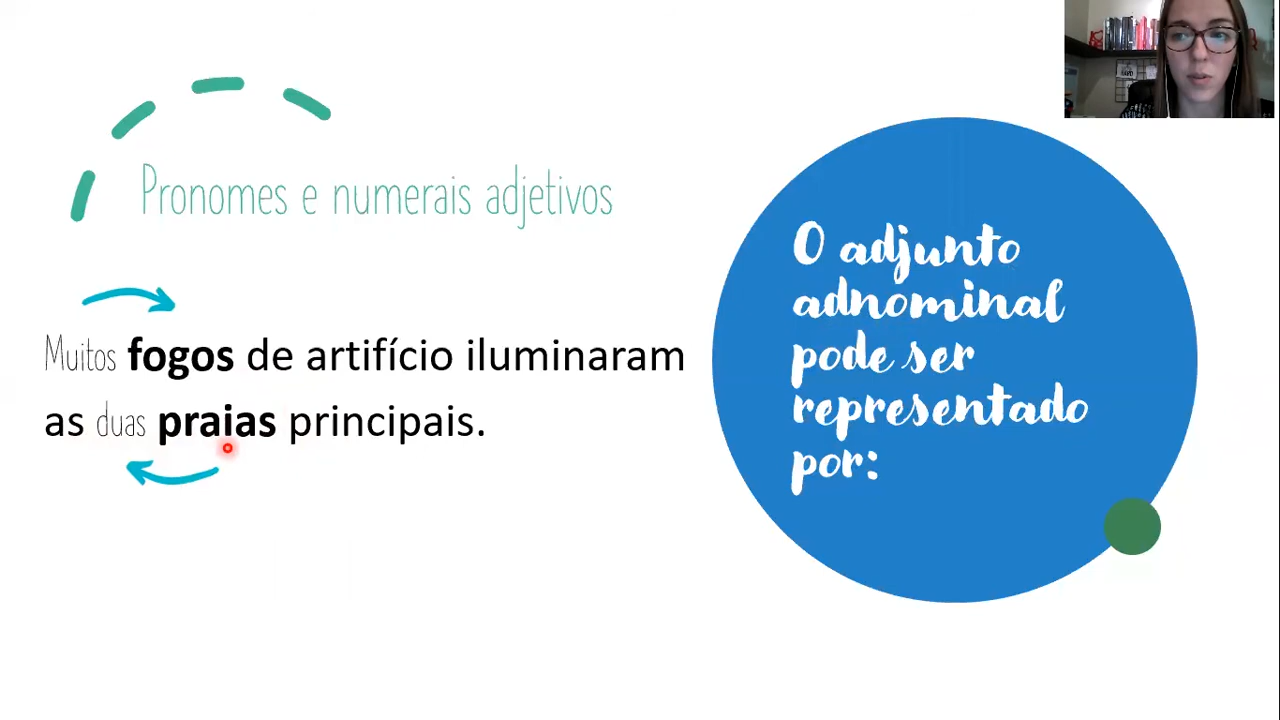 Pronomes e numerais adjetivos
Muitos fogos de artifício iluminaram
as duas praias principais.
O adjunto
adnominal
pode ser
representado
por: